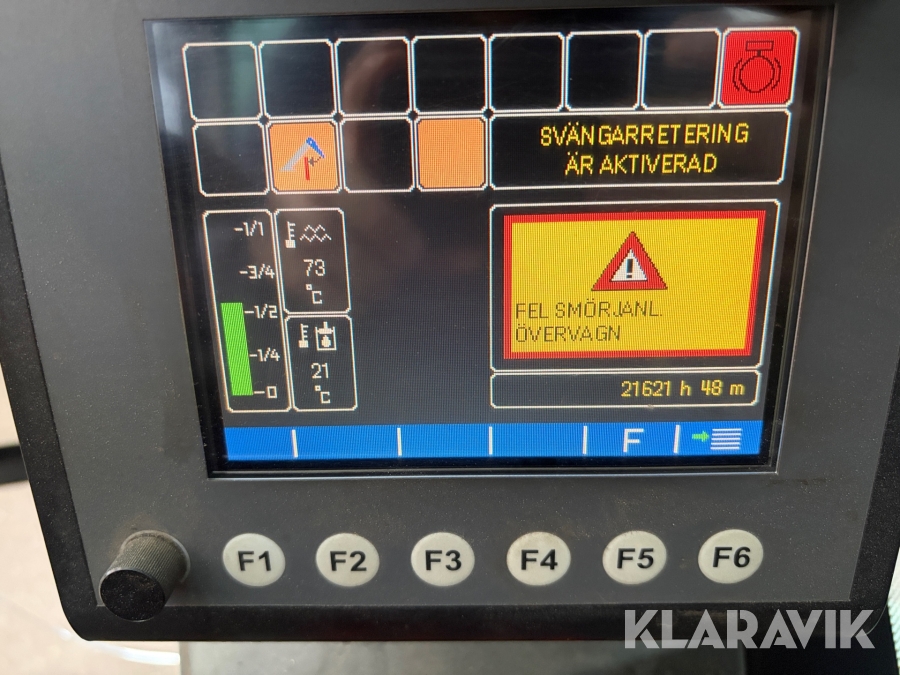 SVÄNGARRETERING
ÄR AKTIVERAD
-1/1
-3/4
-1/2
-1/4
-0
73
°C
21
°C
FEL SMÖRJANL.
ÖVERVAGN
21621 h 48 m
F
F1 F2 F3 F4 F5 F6
KLARAVIK